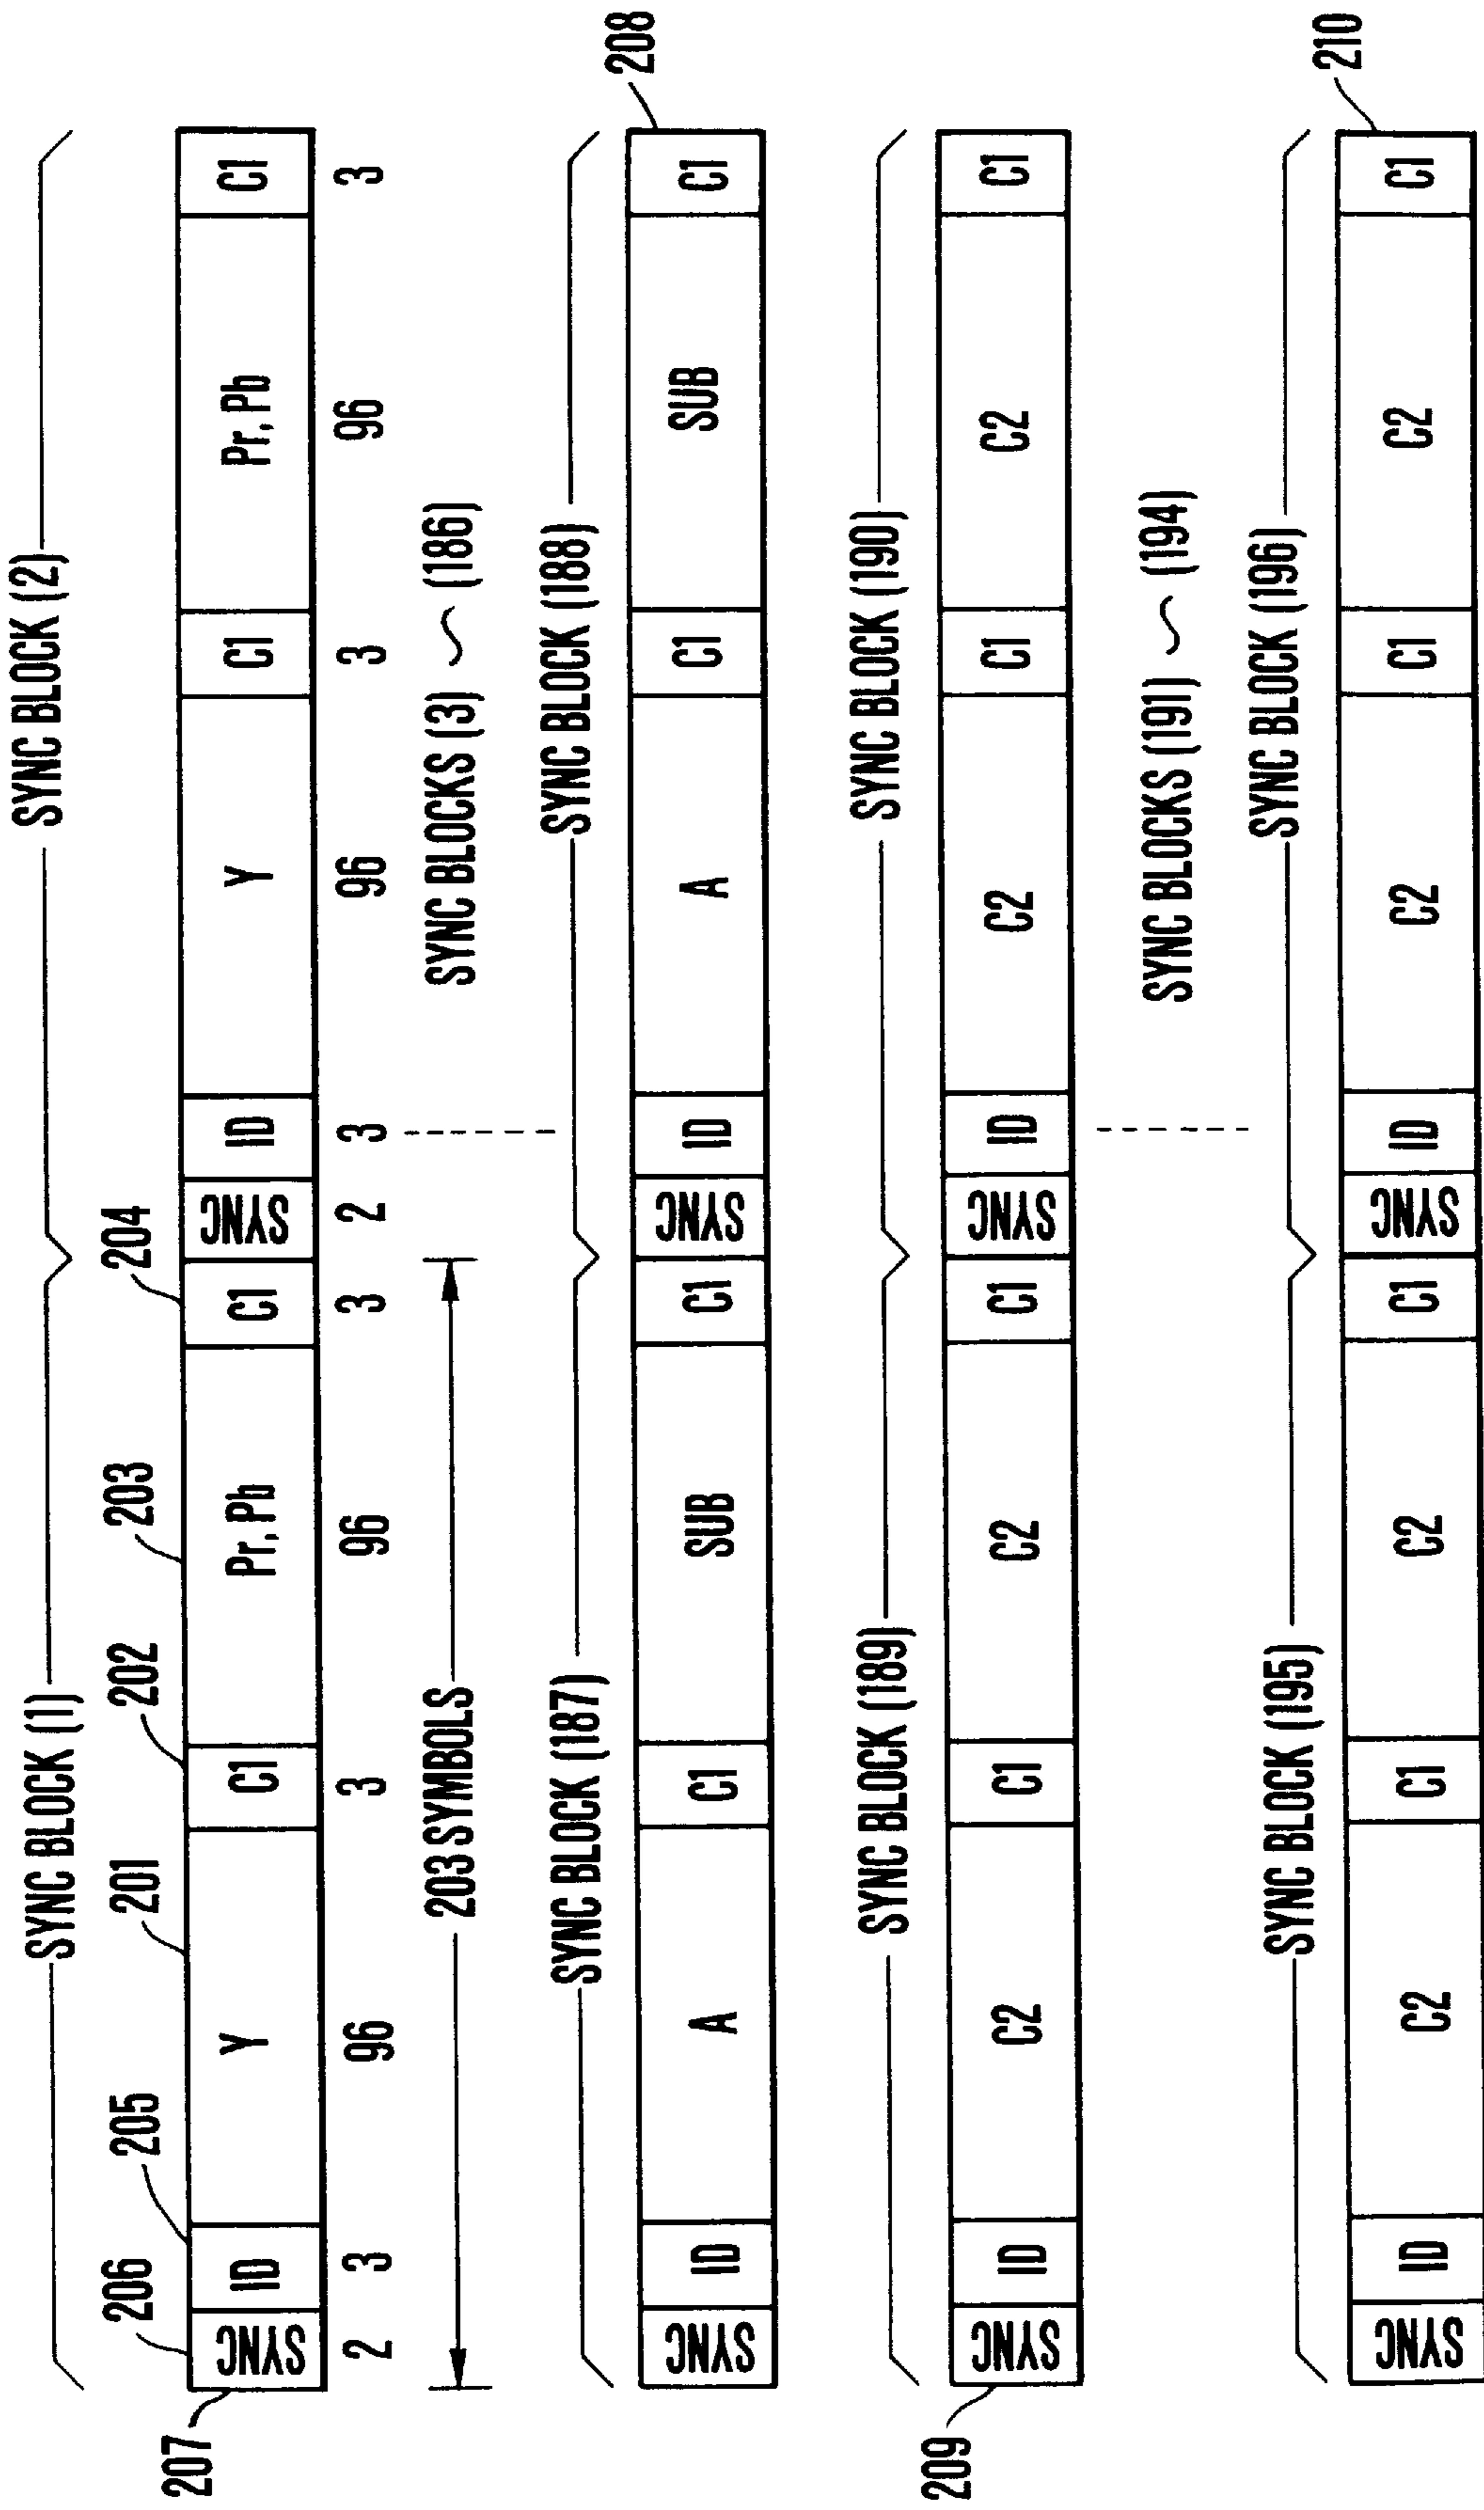 SYNC BLOCK (1) SYNC BLOCK (2)
206 205 201 202 203 204
207
SYNC ID Y C1 Pr, Pb C1 SYNC ID Y C1 Pr, Pb C1
2 3 96 3 96 3 2 3 96 3 96 3
203 SYMBOLS
SYNC BLOCKS (3) ~ (186)
SYNC BLOCK (187) SYNC BLOCK (188)
208
SYNC ID A C1 SUB C1 SYNC ID A C1 SUB C1
SYNC BLOCK (189) SYNC BLOCK (190)
209
SYNC ID C2 C1 C2 C1 SYNC ID C2 C1 C2 C1
SYNC BLOCKS (191) ~ (194)
SYNC BLOCK (195) SYNC BLOCK (196)
210
SYNC ID C2 C1 C2 C1 SYNC ID C2 C1 C2 C1